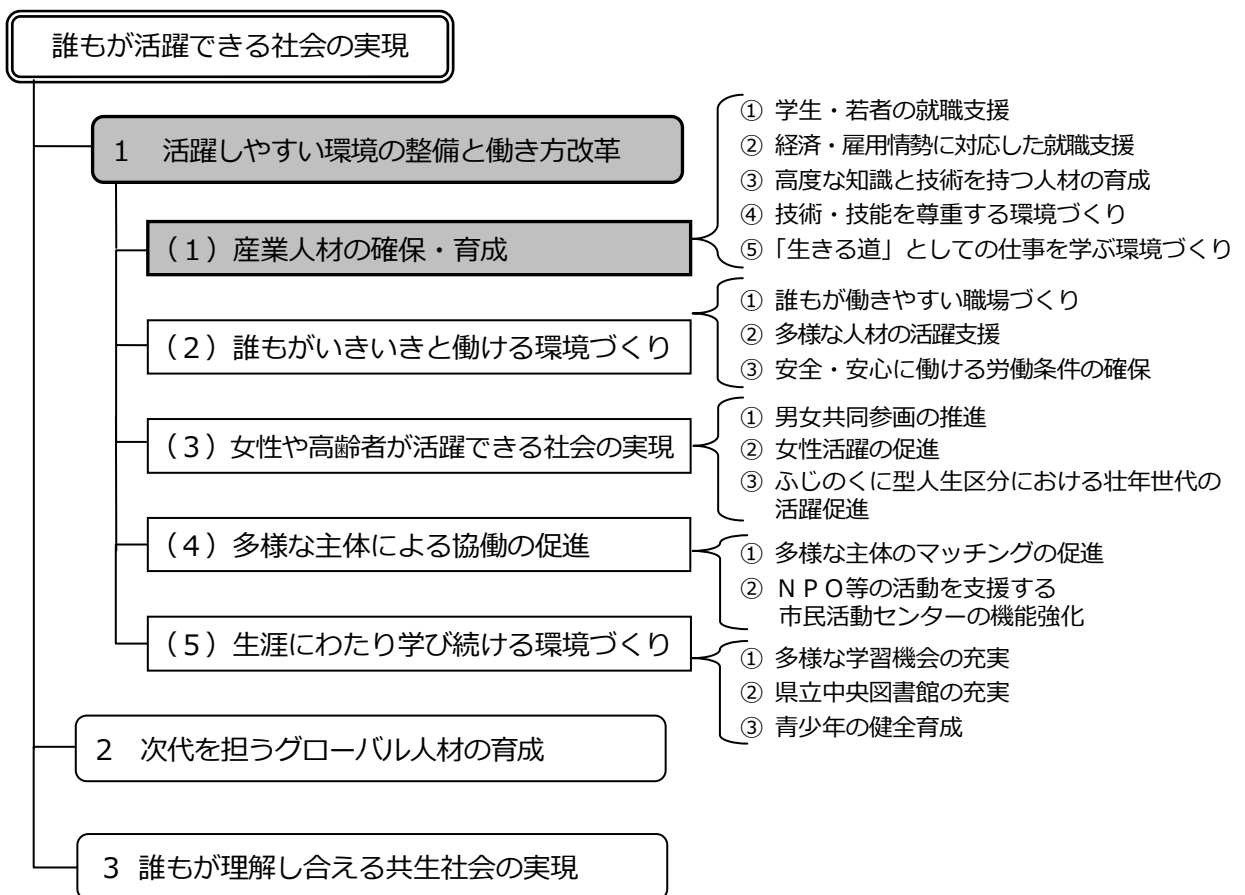 誰もが活躍できる社会の実現
1　活躍しやすい環境の整備と働き方改革
（1）産業人材の確保・育成
① 学生・若者の就職支援
② 経済・雇用情勢に対応した就職支援
③ 高度な知識と技術を持つ人材の育成
④ 技術・技能を尊重する環境づくり
⑤「生きる道」としての仕事を学ぶ環境づくり
（2）誰もがいきいきと働ける環境づくり
① 誰もが働きやすい職場づくり
② 多様な人材の活躍支援
③ 安全・安心に働ける労働条件の確保
（3）女性や高齢者が活躍できる社会の実現
① 男女共同参画の推進
② 女性活躍の促進
③ ふじのくに型人生区分における壮年世代の
活躍促進
（4）多様な主体による協働の促進
① 多様な主体のマッチングの促進
② ＮＰＯ等の活動を支援する
市民活動センターの機能強化
（5）生涯にわたり学び続ける環境づくり
① 多様な学習機会の充実
② 県立中央図書館の充実
③ 青少年の健全育成
2　次代を担うグローバル人材の育成
3 誰もが理解し合える共生社会の実現